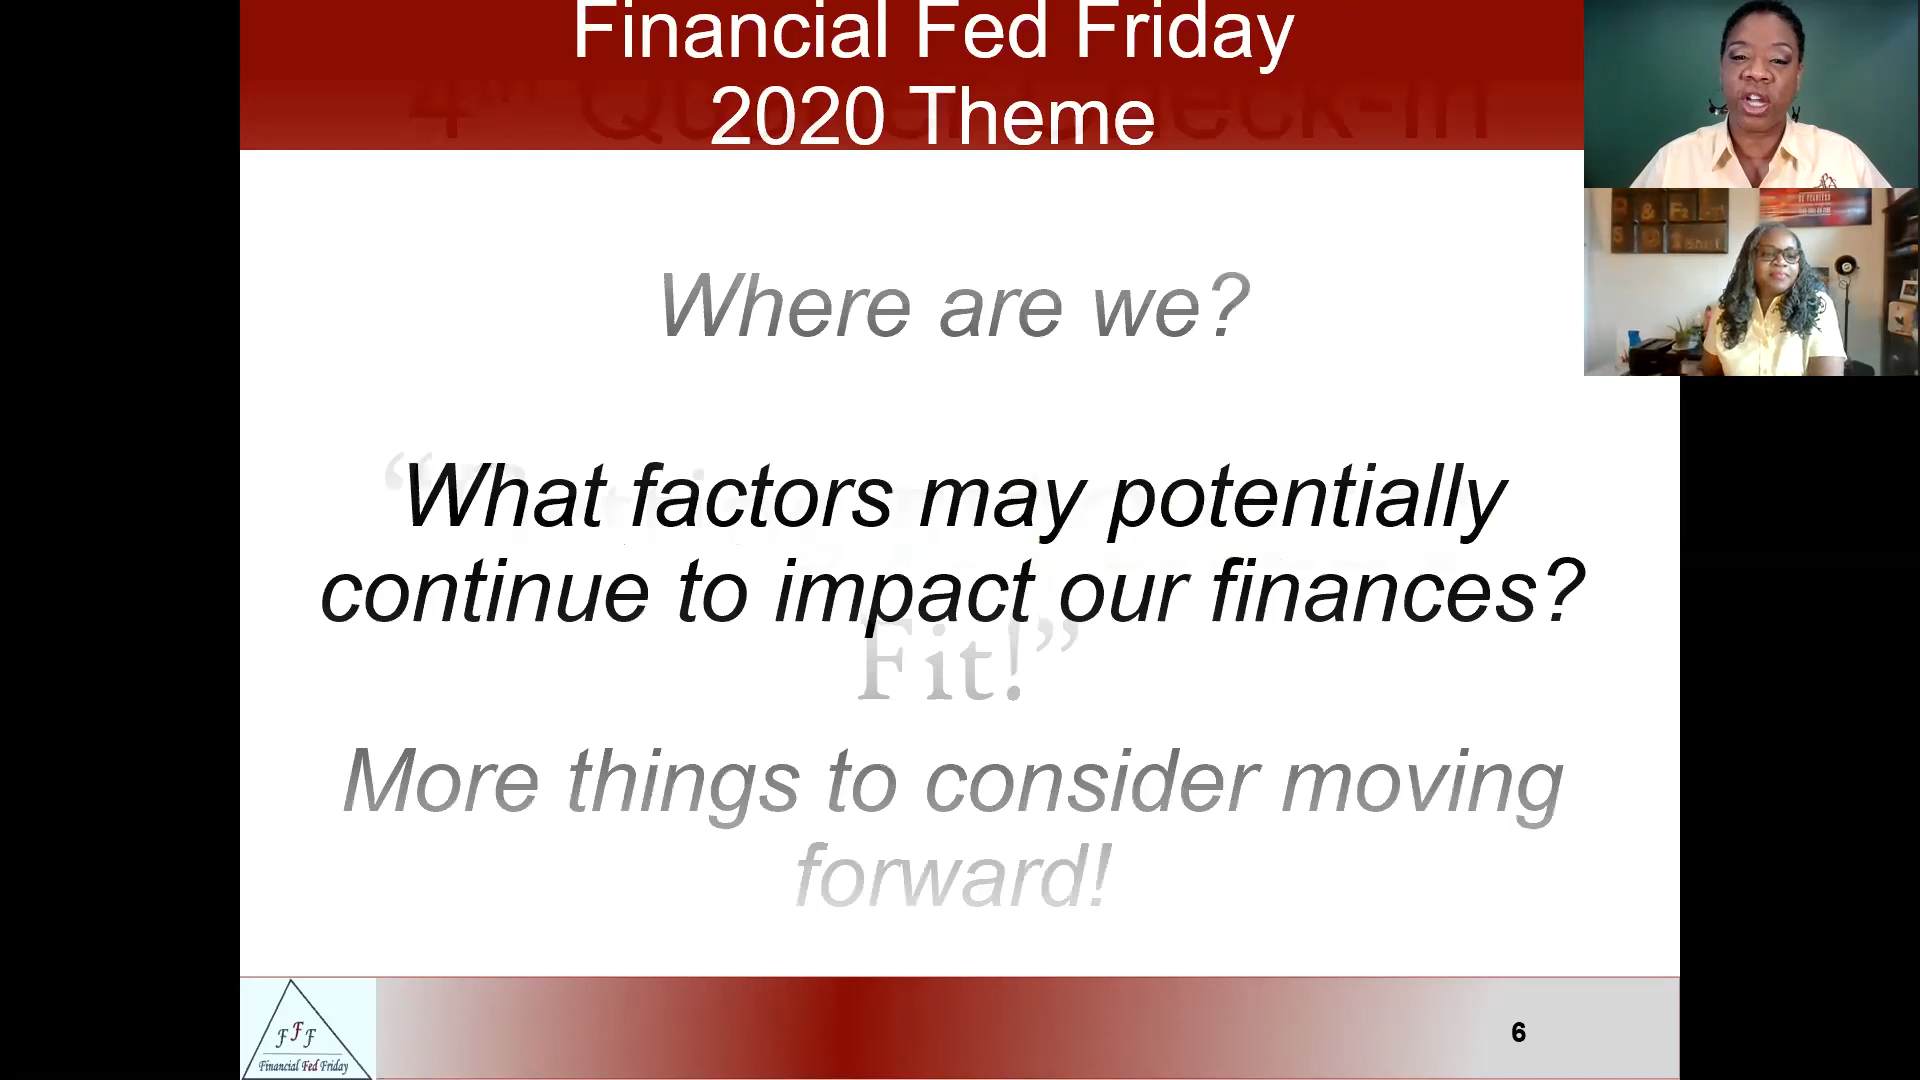 Financial Fed Friday
2020 Theme
Where are we?
What factors may potentially
continue to impact our finances?
Fit!”
More things to consider moving
forward!
FFF
Financial Fed Friday
6